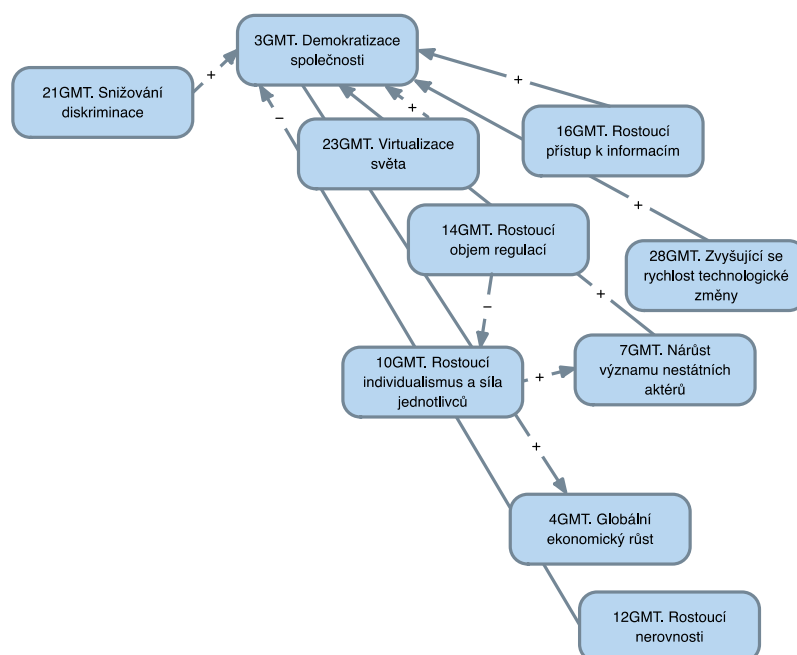 3GMT. Demokratizace
společnosti
21GMT. Snižování
diskriminace
+
−
+
+
23GMT. Virtualizace
světa
16GMT. Rostoucí
přístup k informacím
+
14GMT. Rostoucí
objem regulací
28GMT. Zvyšující se
rychlost technologické
změny
−
+
10GMT. Rostoucí
individualismus a síla
jednotlivců
+
7GMT. Nárůst
významu nestátních
aktérů
+
4GMT. Globální
ekonomický růst
12GMT. Rostoucí
nerovnosti